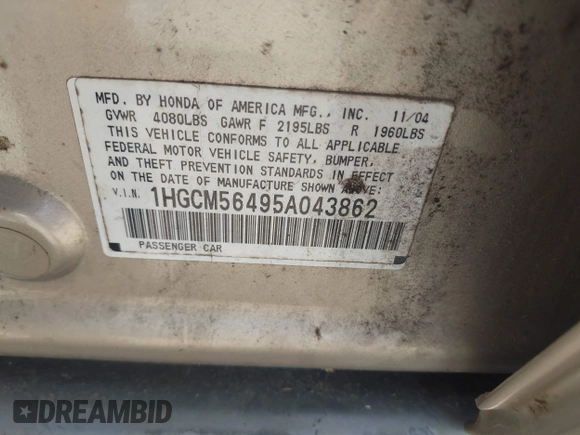 MFD. BY HONDA OF AMERICA MFG., INC. 11/04
GVWR 4080LBS GAWR F 2195LBS R 1960LBS
THIS VEHICLE CONFORMS TO ALL APPLICABLE
FEDERAL MOTOR VEHICLE SAFETY, BUMPER,
AND THEFT PREVENTION STANDARDS IN EFFECT
ON THE DATE OF MANUFACTURE SHOWN ABOVE:
V.I.N. 1HGCM56495A043862
PASSENGER CAR
DREAMBID